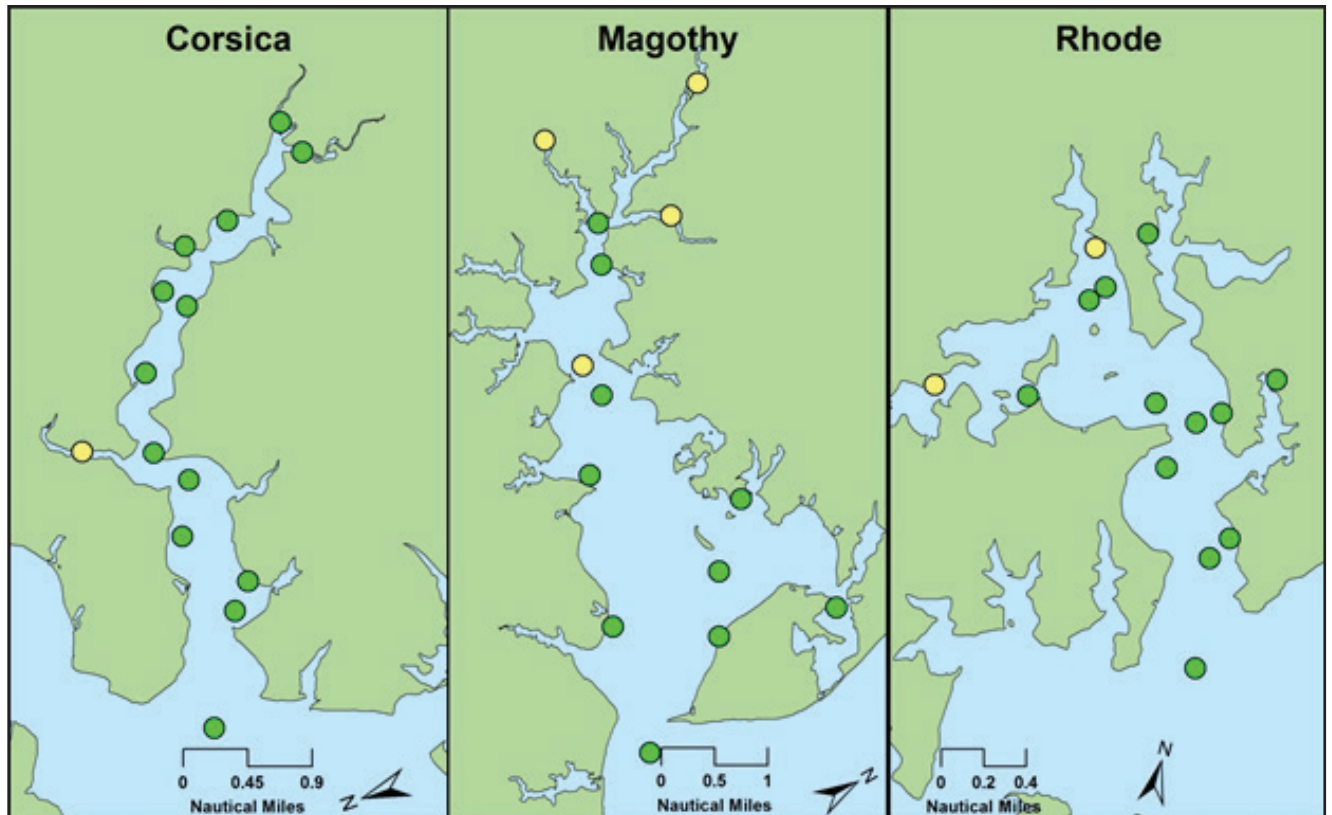 Corsica
Magothy
Rhode
0 0.45 0.9
Nautical Miles
N
0 0.5 1
Nautical Miles
N
0 0.2 0.4
Nautical Miles
N